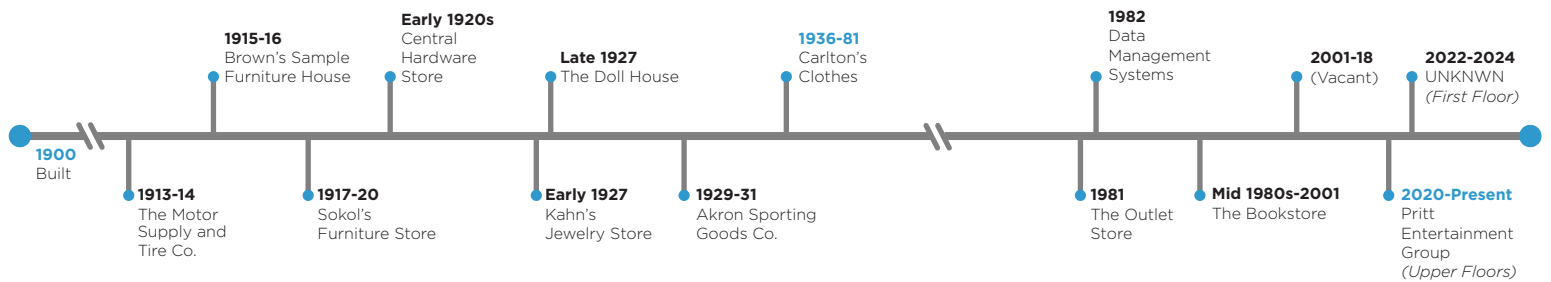 1900
Built
1913-14
The Motor
Supply and
Tire Co.
1915-16
Brown's Sample
Furniture House
1917-20
Sokol's
Furniture Store
Early 1920s
Central
Hardware
Store
Early 1927
Kahn's
Jewelry Store
Late 1927
The Doll House
1929-31
Akron Sporting
Goods Co.
1936-81
Carlton's
Clothes
1981
The Outlet
Store
1982
Data
Management
Systems
Mid 1980s-2001
The Bookstore
2001-18
(Vacant)
2020-Present
Pritt
Entertainment
Group
(Upper Floors)
2022-2024
UNKNWN
(First Floor)